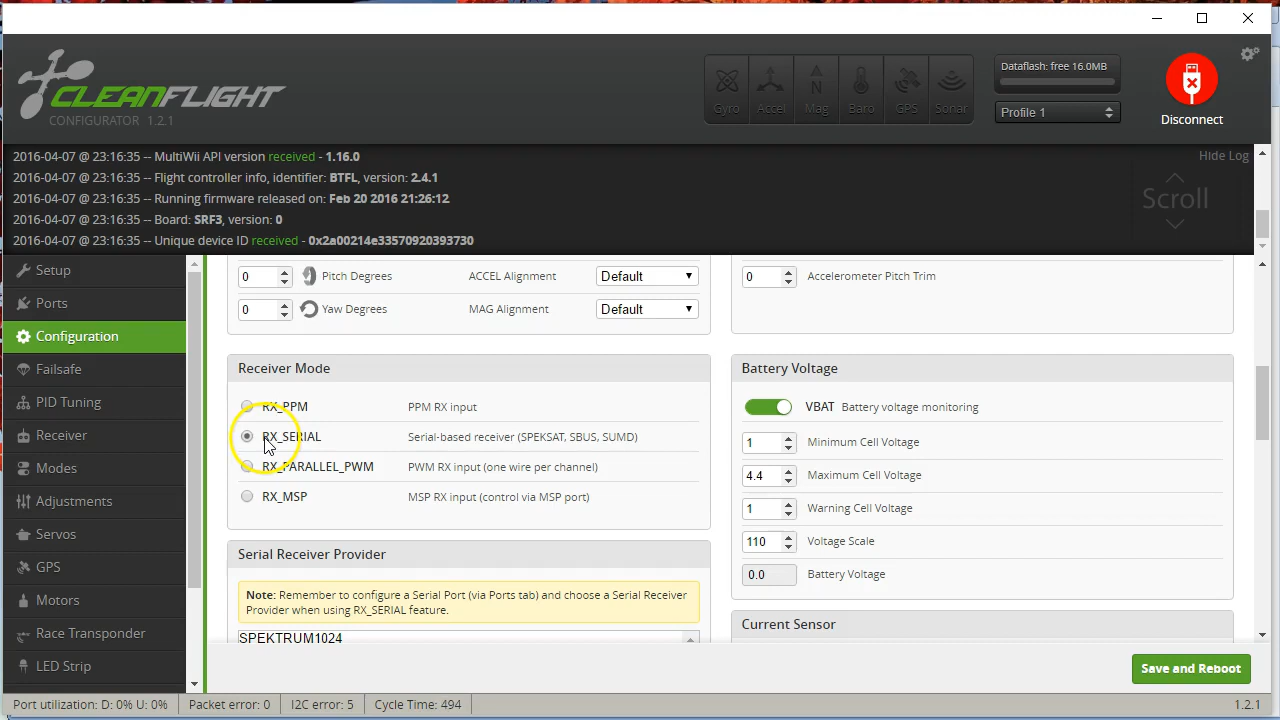 CLEANFLIGHT
CONFIGURATOR 1.2.1
Gyro
Accel
Mag
Baro
GPS
Sonar
Dataflash: free 16.0MB
Profile 1
Disconnect
Hide Log
2016-04-07 @ 23:16:35 -- MultiWii API version received - 1.16.0
2016-04-07 @ 23:16:35 -- Flight controller info, identifier: BTFL, version: 2.4.1
2016-04-07 @ 23:16:35 -- Running firmware released on: Feb 20 2016 21:26:12
2016-04-07 @ 23:16:35 -- Board: SRF3, version: 0
2016-04-07 @ 23:16:35 -- Unique device ID received - 0x2a00214e33570920393730
Scroll
Setup
Ports
Configuration
Failsafe
PID Tuning
Receiver
Modes
Adjustments
Servos
GPS
Motors
Race Transponder
LED Strip
0 Pitch Degrees ACCEL Alignment Default
0 Yaw Degrees MAG Alignment Default
0 Accelerometer Pitch Trim
Receiver Mode
RX_PPM PPM RX input
RX_SERIAL Serial-based receiver (SPEKSAT, SBUS, SUMD)
RX_PARALLEL_PWM PWM RX input (one wire per channel)
RX_MSP MSP RX input (control via MSP port)
Serial Receiver Provider
Note: Remember to configure a Serial Port (via Ports tab) and choose a Serial Receiver
Provider when using RX_SERIAL feature.
SPEKTRUM1024
Battery Voltage
VBAT Battery voltage monitoring
1 Minimum Cell Voltage
4.4 Maximum Cell Voltage
1 Warning Cell Voltage
110 Voltage Scale
0.0 Battery Voltage
Current Sensor
Save and Reboot
Port utilization: D: 0% U: 0% Packet error: 0 I2C error: 5 Cycle Time: 494 1.2.1